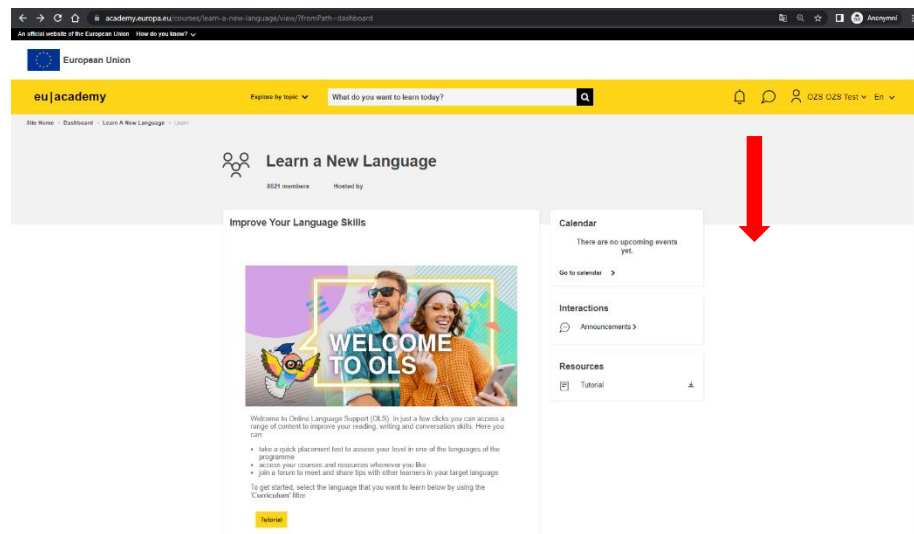 academy.europa.eu/courses/learn-a-new-language/view/?fromPath=dashboard
Anonymní
An official website of the European Union How do you know?
European Union
eu|academy
Explore by topic
What do you want to learn today?
OZS OZS Test
En
Site Home
Dashboard
Learn A New Language
Learn
Learn a New Language
8821 members
Hosted by
Improve Your Language Skills
WELCOME
TO OLS
Welcome to Online Language Support (OLS). In just a few clicks you can access a
range of content to improve your reading, writing and conversation skills. Here you
can:
take a quick placement test to assess your level in one of the languages of the
programme
access your courses and resources whenever you like
join a forum to meet and share tips with other learners in your target language
To get started, select the language that you want to learn below by using the
'Curriculum' filter
Tutorial
Calendar
There are no upcoming events
yet.
Go to calendar
Interactions
Announcements
Resources
Tutorial